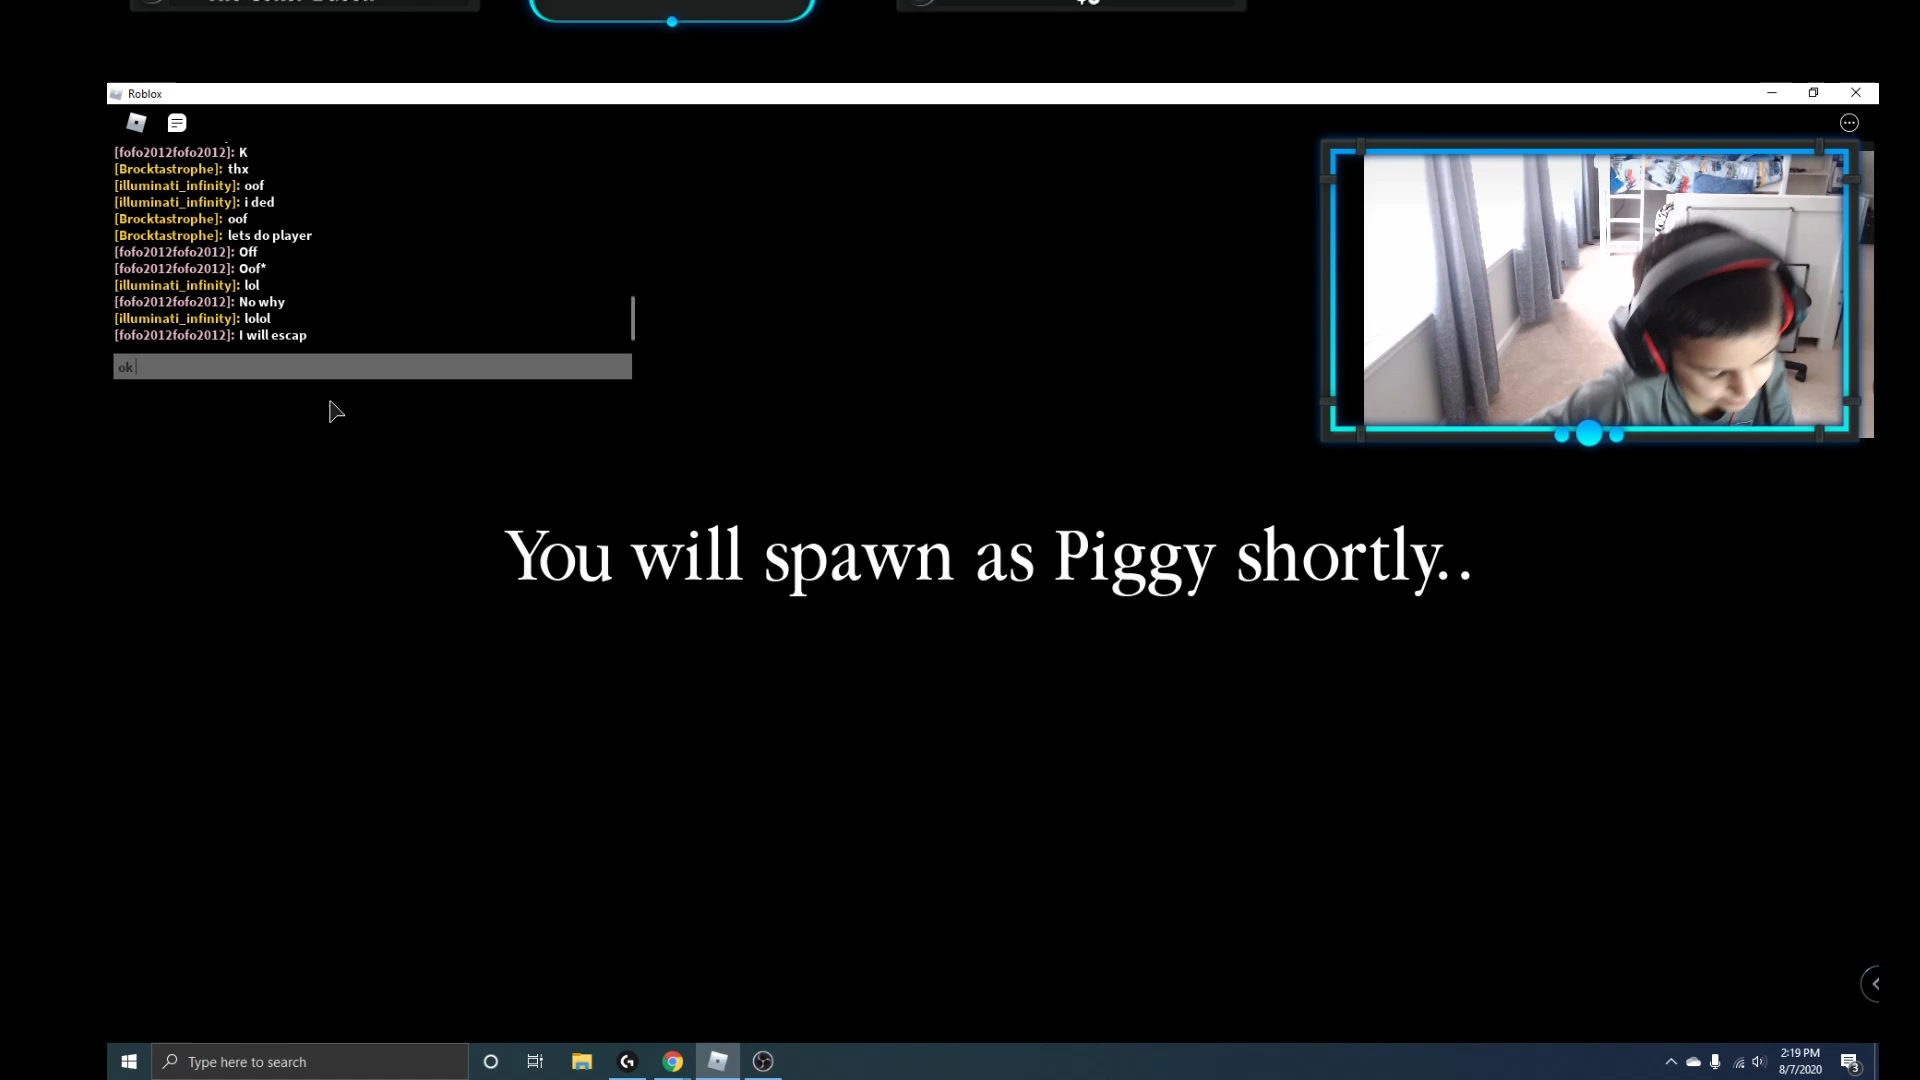 Roblox
[fofo2012fofo2012]: K
[Brocktastrophe]: thx
[illuminati_infinity]: oof
[illuminati_infinity]: i ded
[Brocktastrophe]: oof
[Brocktastrophe]: lets do player
[fofo2012fofo2012]: Off
[fofo2012fofo2012]: Oof*
[illuminati_infinity]: lol
[fofo2012fofo2012]: No why
[illuminati_infinity]: lolol
[fofo2012fofo2012]: I will escap
ok
You will spawn as Piggy shortly..
Type here to search
2:19 PM
8/7/2020
3